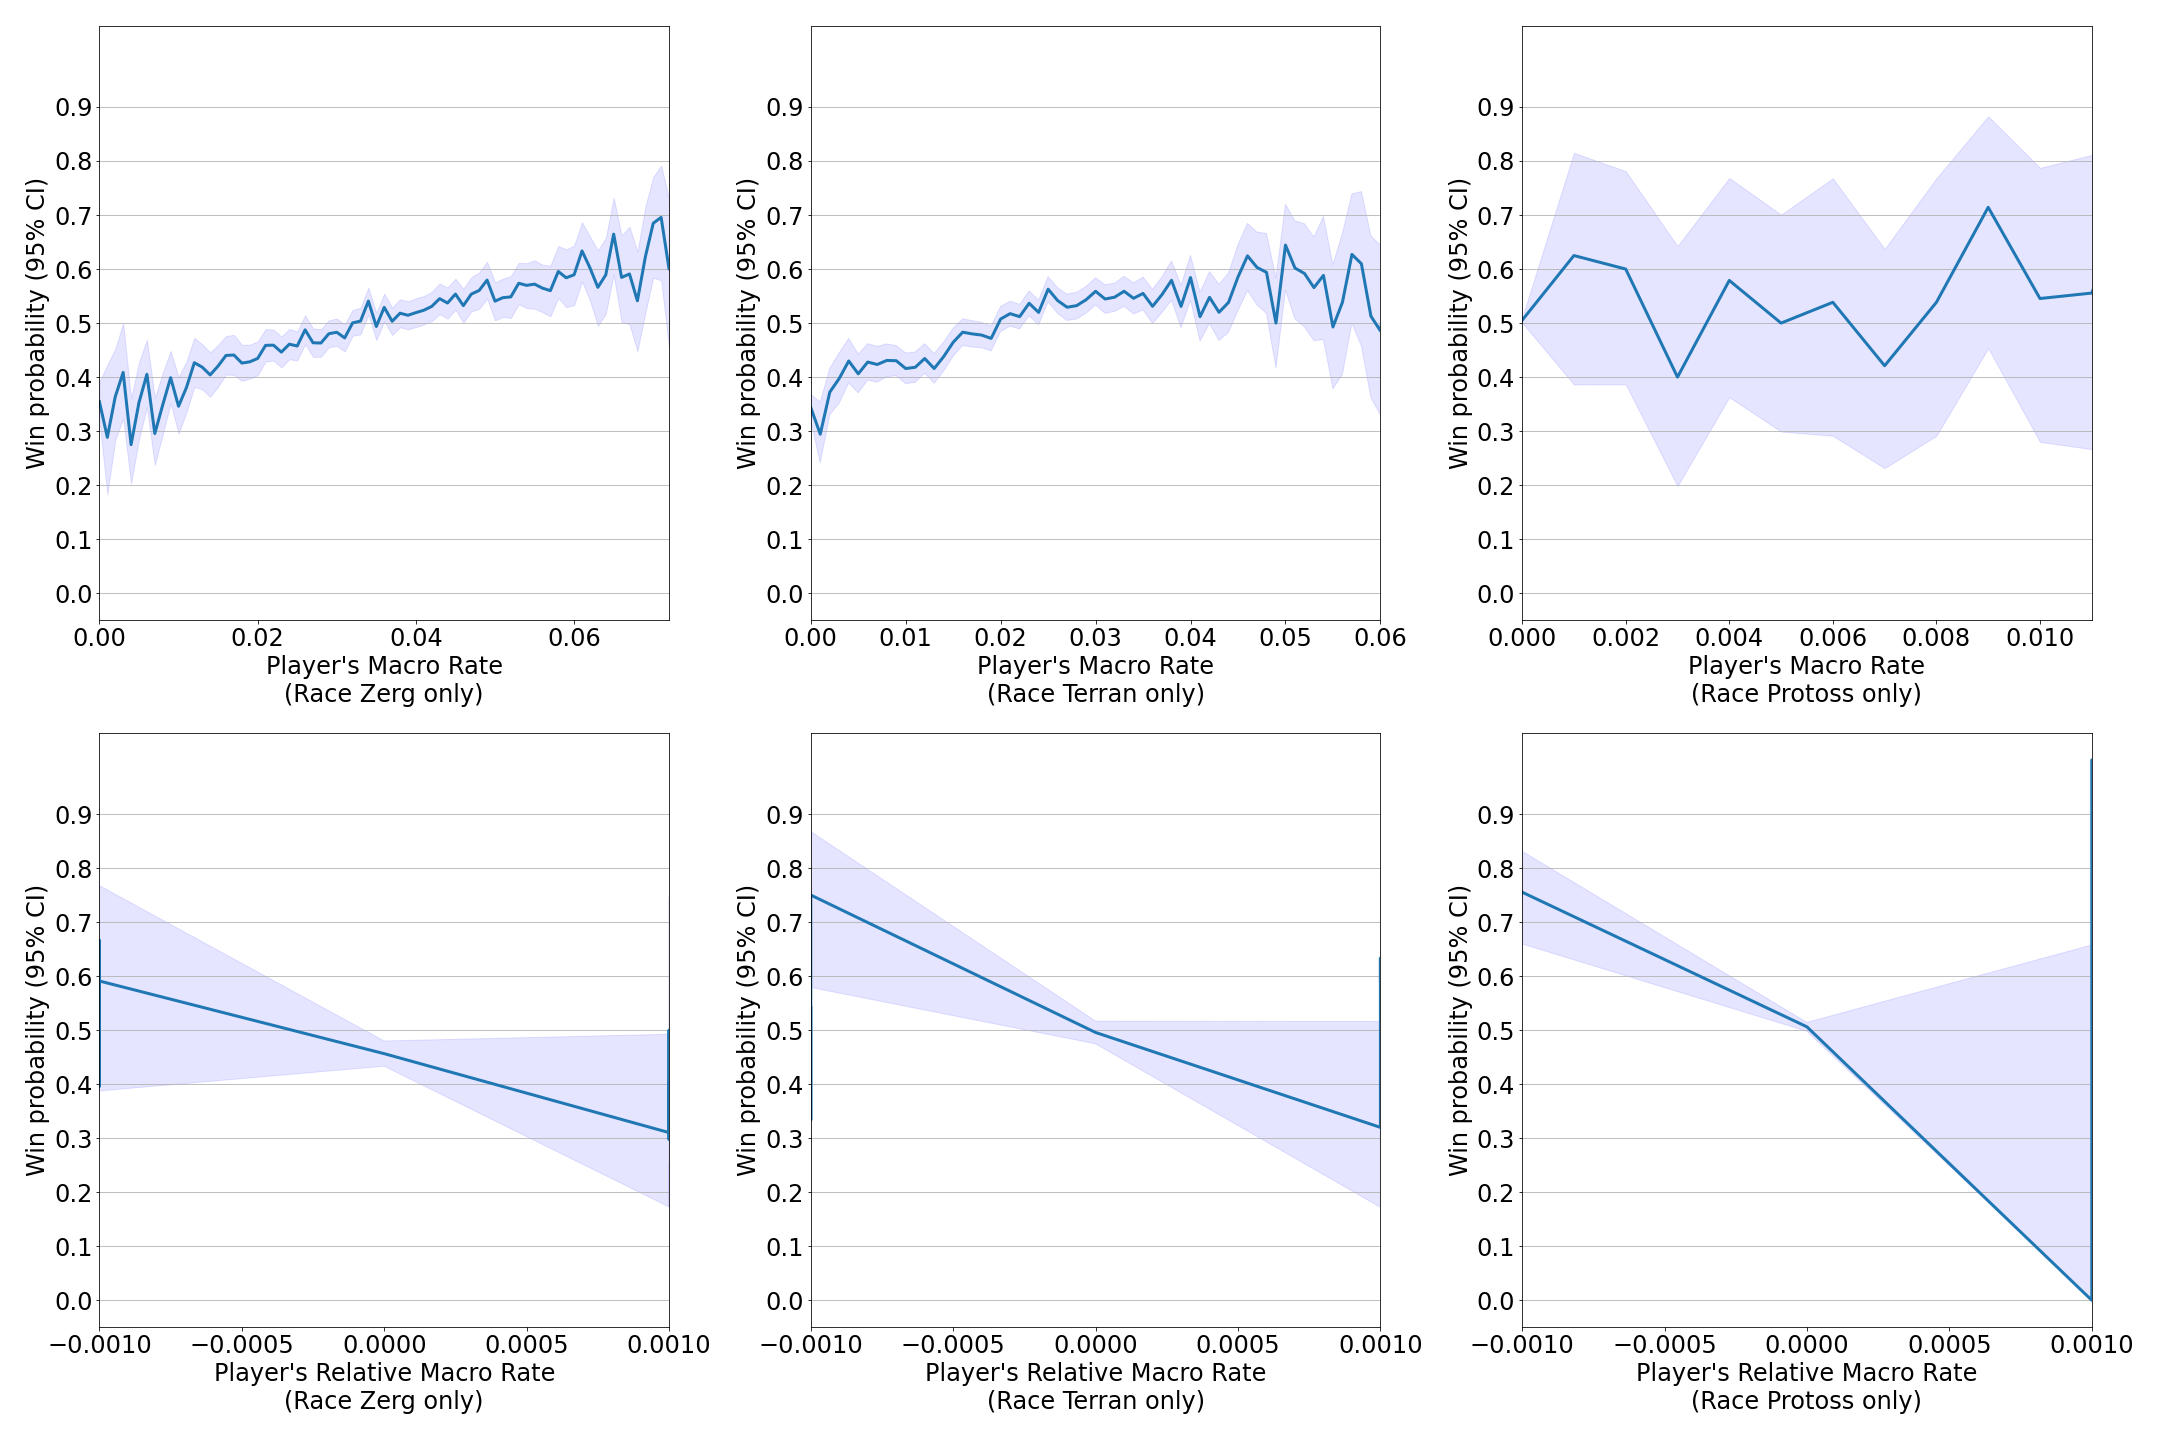 Win probability (95% CI)
0.9
0.8
0.7
0.6
0.5
0.4
0.3
0.2
0.1
0.0
0.00 0.02 0.04 0.06
Player's Macro Rate
(Race Zerg only)
Win probability (95% CI)
0.9
0.8
0.7
0.6
0.5
0.4
0.3
0.2
0.1
0.0
0.00 0.01 0.02 0.03 0.04 0.05 0.06
Player's Macro Rate
(Race Terran only)
Win probability (95% CI)
0.9
0.8
0.7
0.6
0.5
0.4
0.3
0.2
0.1
0.0
0.000 0.002 0.004 0.006 0.008 0.010
Player's Macro Rate
(Race Protoss only)
Win probability (95% CI)
0.9
0.8
0.7
0.6
0.5
0.4
0.3
0.2
0.1
0.0
−0.0010 −0.0005 0.0000 0.0005 0.0010
Player's Relative Macro Rate
(Race Zerg only)
Win probability (95% CI)
0.9
0.8
0.7
0.6
0.5
0.4
0.3
0.2
0.1
0.0
−0.0010 −0.0005 0.0000 0.0005 0.0010
Player's Relative Macro Rate
(Race Terran only)
Win probability (95% CI)
0.9
0.8
0.7
0.6
0.5
0.4
0.3
0.2
0.1
0.0
−0.0010 −0.0005 0.0000 0.0005 0.0010
Player's Relative Macro Rate
(Race Protoss only)